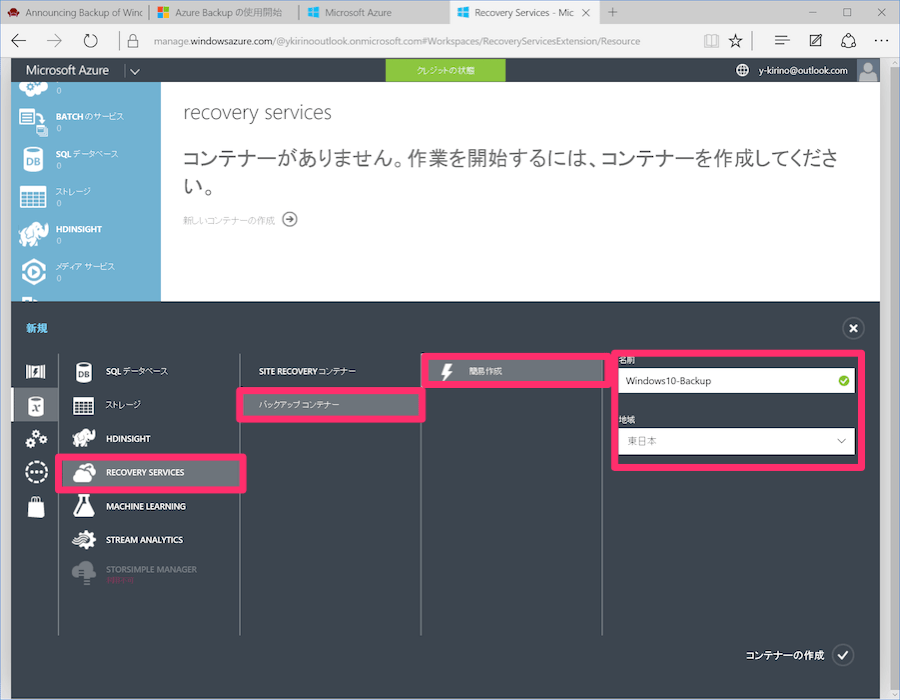 Announcing Backup of Winc
Azure Backup の使用開始
Microsoft Azure
Recovery Services - Mic
manage.windowsazure.com/@ykirinooutlook.onmicrosoft.com#Workspaces/RecoveryServicesExtension/Resource
Microsoft Azure
クレジットの状態
y-kirino@outlook.com
0
BATCH のサービス
0
SQL データベース
0
ストレージ
0
HDINSIGHT
0
メディア サービス
0
recovery services
コンテナーがありません。作業を開始するには、コンテナーを作成してくださ
い。
新しいコンテナーの作成
新規
SQL データベース
ストレージ
HDINSIGHT
RECOVERY SERVICES
MACHINE LEARNING
STREAM ANALYTICS
STORSIMPLE MANAGER
SITE RECOVERY コンテナー
バックアップ コンテナー
簡易作成
名前
Windows10-Backup
地域
東日本
コンテナーの作成